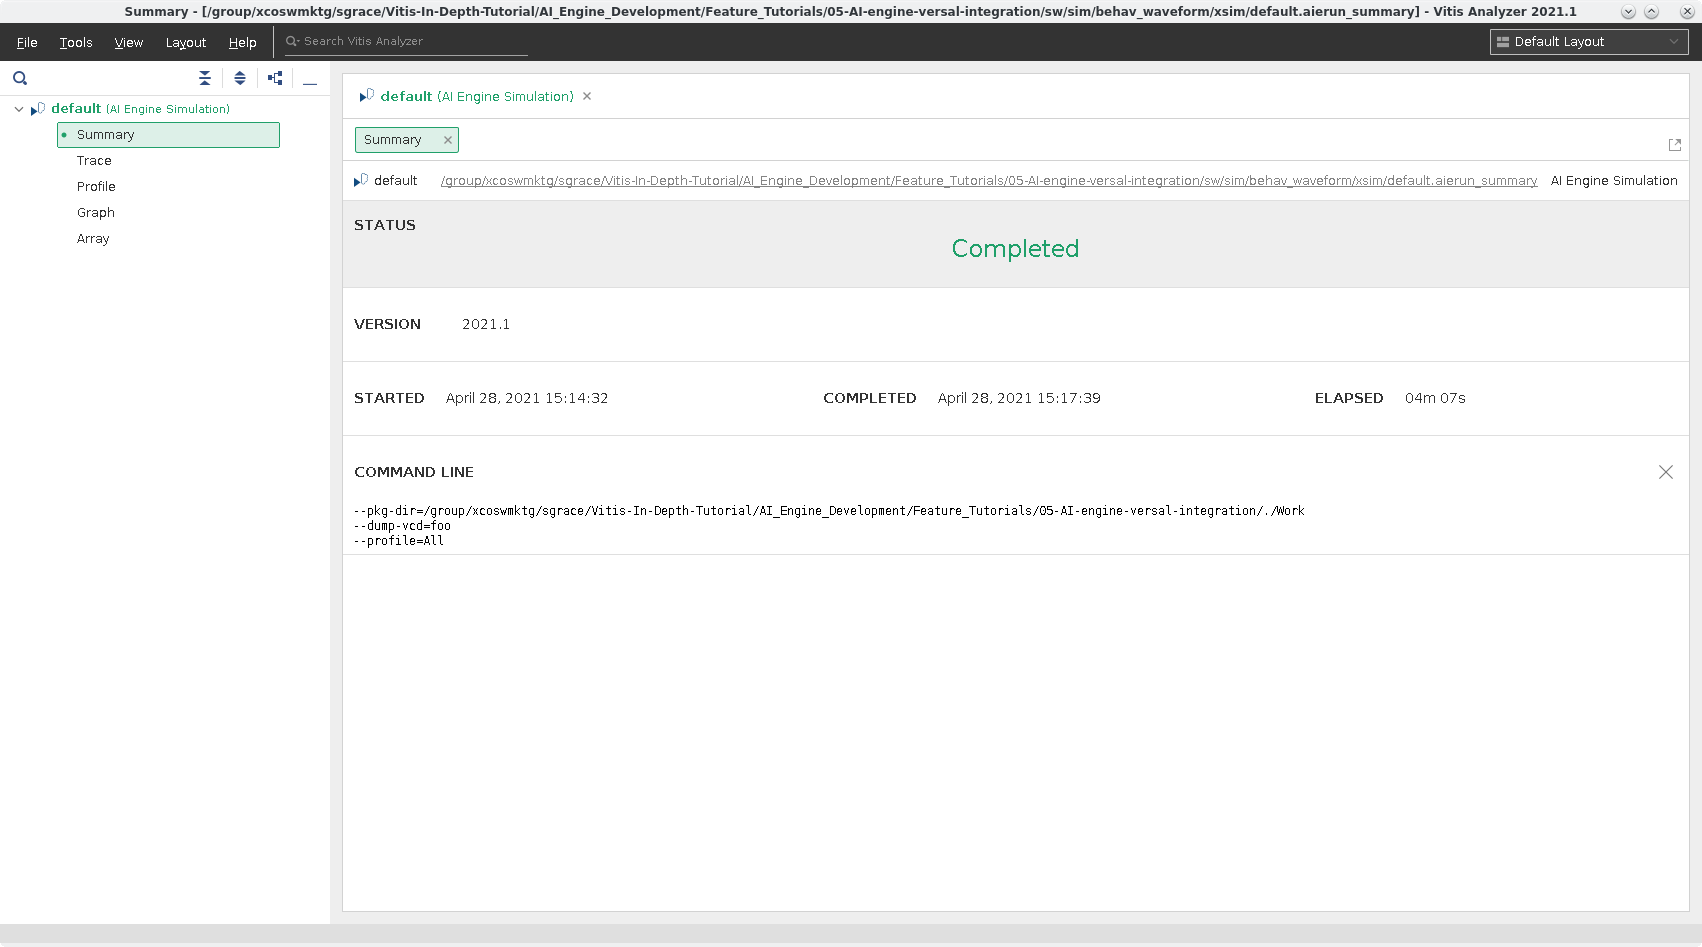 Summary - [/group/xcoswmktg/sgrace/Vitis-In-Depth-Tutorial/AI_Engine_Development/Feature_Tutorials/05-AI-engine-versal-integration/sw/sim/behav_waveform/xsim/default.aierun_summary] - Vitis Analyzer 2021.1
File Tools View Layout Help Search Vitis Analyzer Default Layout
default (AI Engine Simulation)
Summary
Trace
Profile
Graph
Array
default (AI Engine Simulation)
Summary
default /group/xcoswmktg/sgrace/Vitis-In-Depth-Tutorial/AI_Engine_Development/Feature_Tutorials/05-AI-engine-versal-integration/sw/sim/behav_waveform/xsim/default.aierun_summary AI Engine Simulation
STATUS
Completed
VERSION 2021.1
STARTED April 28, 2021 15:14:32 COMPLETED April 28, 2021 15:17:39 ELAPSED 04m 07s
COMMAND LINE
--pkg-dir=/group/xcoswmktg/sgrace/Vitis-In-Depth-Tutorial/AI_Engine_Development/Feature_Tutorials/05-AI-engine-versal-integration/./Work
--dump-vcd=foo
--profile=All